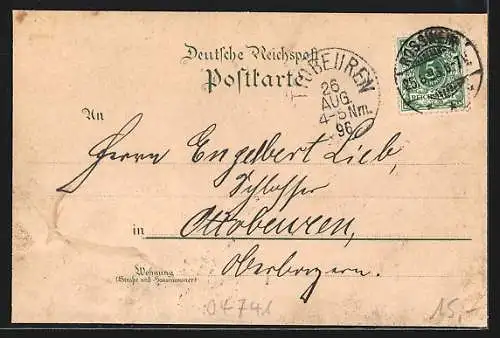 Deutsche Reichspost
Postkarte
OTTOBEUREN
26
AUG.
4-5 Nm.
96
An
Herrn Engelbert Lieb,
Schlosser
in Ottobeuren,
Oberbayern.
Wohnung
(Straße und Hausnummer)
04741
15,-